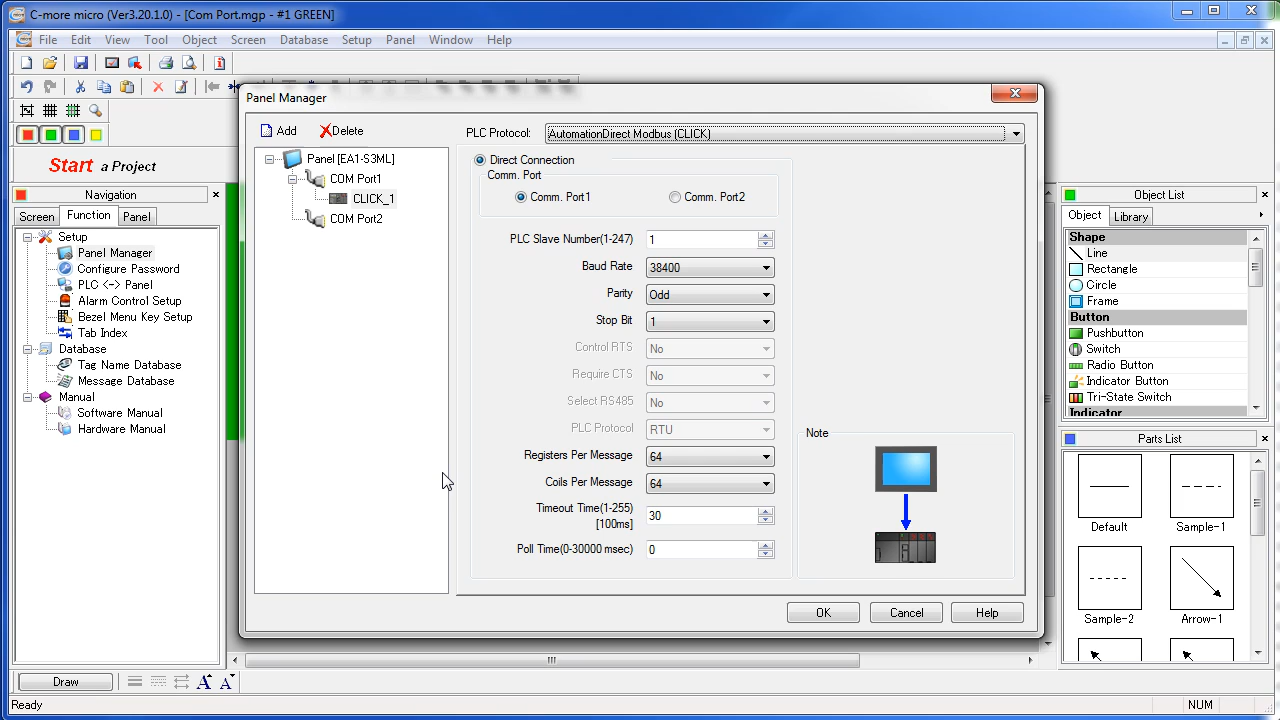 C-more micro (Ver3.20.1.0) - [Com Port.mgp - #1 GREEN]
File Edit View Tool Object Screen Database Setup Panel Window Help
Start a Project
Navigation
Screen Function Panel
Setup
Panel Manager
Configure Password
PLC <-> Panel
Alarm Control Setup
Bezel Menu Key Setup
Tab Index
Database
Tag Name Database
Message Database
Manual
Software Manual
Hardware Manual
Draw
Ready
Panel Manager
Add Delete
Panel [EA1-S3ML]
COM Port1
CLICK_1
COM Port2
PLC Protocol: AutomationDirect Modbus (CLICK)
Direct Connection
Comm. Port
Comm. Port1 Comm. Port2
PLC Slave Number(1-247) 1
Baud Rate 38400
Parity Odd
Stop Bit 1
Control RTS No
Require CTS No
Select RS485 No
PLC Protocol RTU
Registers Per Message 64
Coils Per Message 64
Timeout Time(1-255)
[100ms] 30
Poll Time(0-30000 msec) 0
Note
OK Cancel Help
Object List
Object Library
Shape
Line
Rectangle
Circle
Frame
Button
Pushbutton
Switch
Radio Button
Indicator Button
Tri-State Switch
Indicator
Parts List
Default Sample-1
Sample-2 Arrow-1
NUM